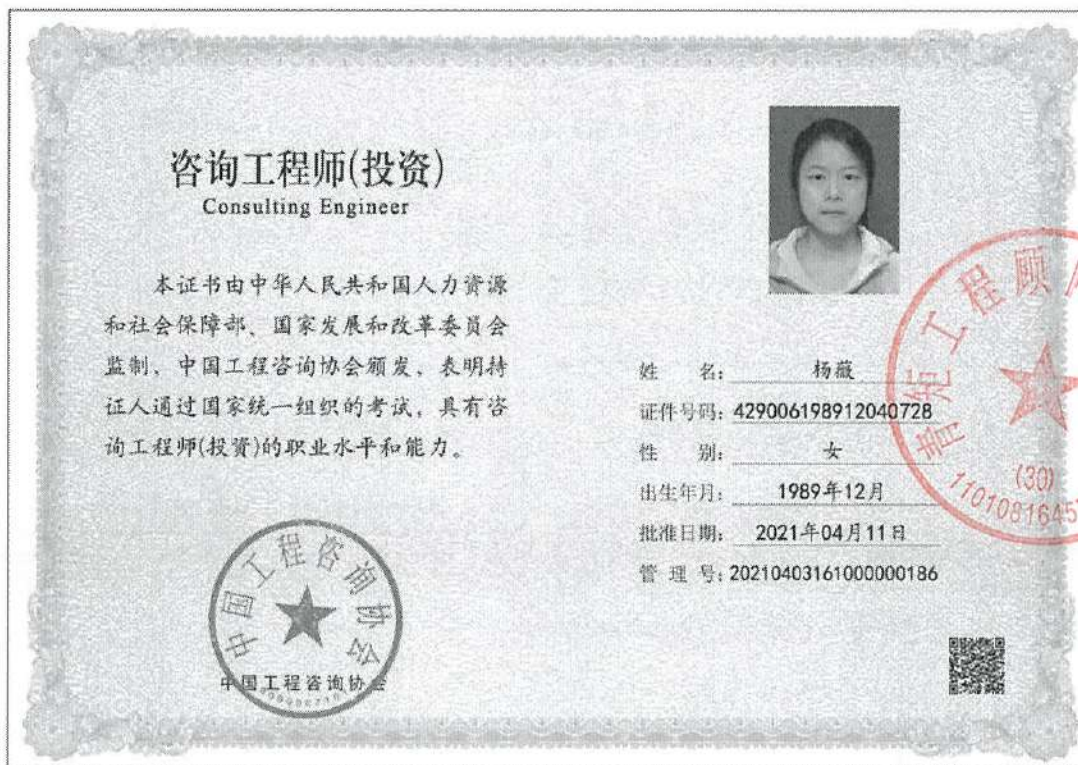 咨询工程师(投资)
Consulting Engineer
本证书由中华人民共和国人力资源
和社会保障部、国家发展和改革委员会
监制，中国工程咨询协会颁发，表明持
证人通过国家统一组织的考试，具有咨
询工程师(投资)的职业水平和能力。
中国工程咨询协会
中国工程咨询协会
姓 名：杨薇
证件号码：429006198912040728
性 别：女
出生年月：1989年12月
批准日期：2021年04月11日
管 理 号：20210403161000000186
青矩工程顾
(30)
1101081645